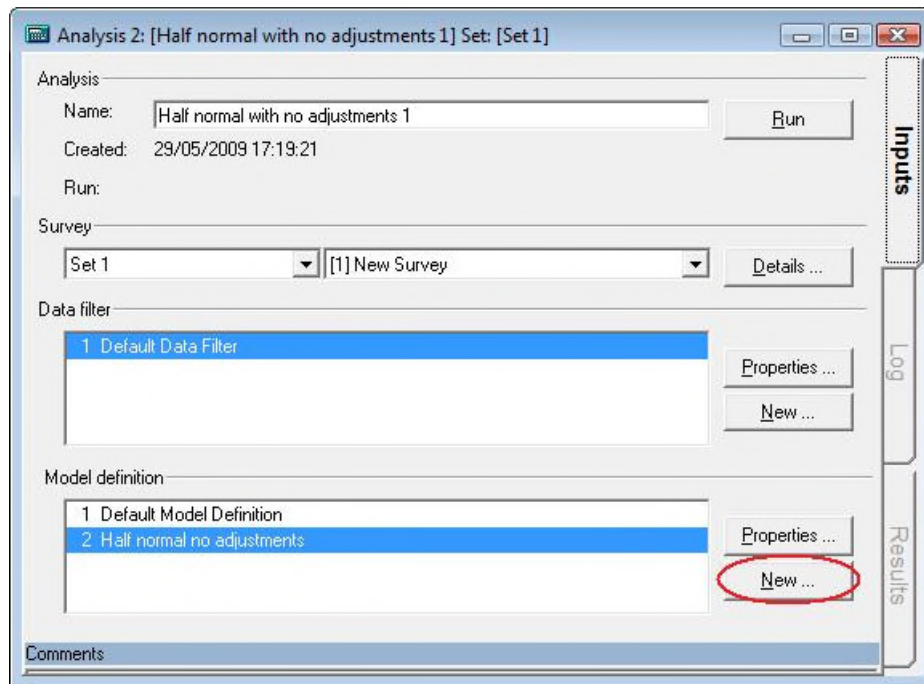 Analysis 2: [Half normal with no adjustments 1] Set: [Set 1]
Analysis
Name: Half normal with no adjustments 1 Run
Created: 29/05/2009 17:19:21
Run:
Survey
Set 1 [1] New Survey Details ...
Data filter
1 Default Data Filter
Properties ...
New ...
Model definition
1 Default Model Definition
2 Half normal no adjustments
Properties ...
New ...
Comments
Inputs
Log
Results